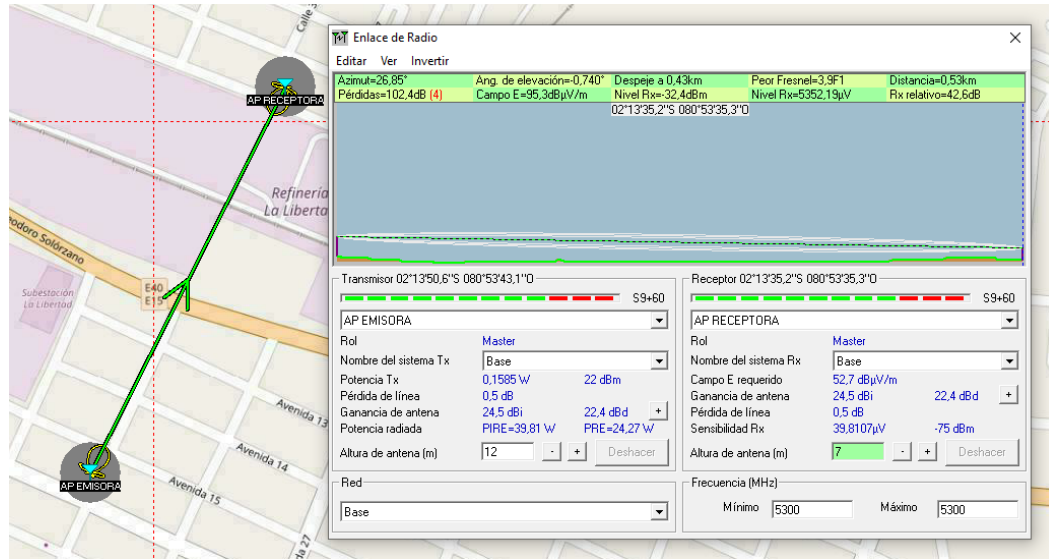 Calle 5
AP RECEPTORA
Refinería
La Liberta
odoro Solórzano
E40
E15
Subestación
La Libertad
Avenida 13
Avenida 14
Avenida 15
AP EMISORA
da 27
Enlace de Radio
Editar Ver Invertir
Azimut=26,85° Ang. de elevación=-0,740° Despeje a 0,43km Peor Fresnel=3,9F1 Distancia=0,53km
Pérdidas=102,4dB (4) Campo E=95,3dBµV/m Nivel Rx=-32,4dBm Nivel Rx=5352,19µV Rx relativo=42,6dB
02°13'35,2''S 080°53'35,3''O
Transmisor 02°13'50,6''S 080°53'43,1''O
S9+60
AP EMISORA
Rol Master
Nombre del sistema Tx Base
Potencia Tx 0,1585 W 22 dBm
Pérdida de línea 0,5 dB
Ganancia de antena 24,5 dBi 22,4 dBd +
Potencia radiada PIRE=39,81 W PRE=24,27 W
Altura de antena (m) 12 - + Deshacer
Red
Base
Receptor 02°13'35,2''S 080°53'35,3''O
S9+60
AP RECEPTORA
Rol Master
Nombre del sistema Rx Base
Campo E requerido 52,7 dBµV/m
Ganancia de antena 24,5 dBi 22,4 dBd +
Pérdida de línea 0,5 dB
Sensibilidad Rx 39,8107µV -75 dBm
Altura de antena (m) 7 - + Deshacer
Frecuencia (MHz)
Mínimo 5300 Máximo 5300